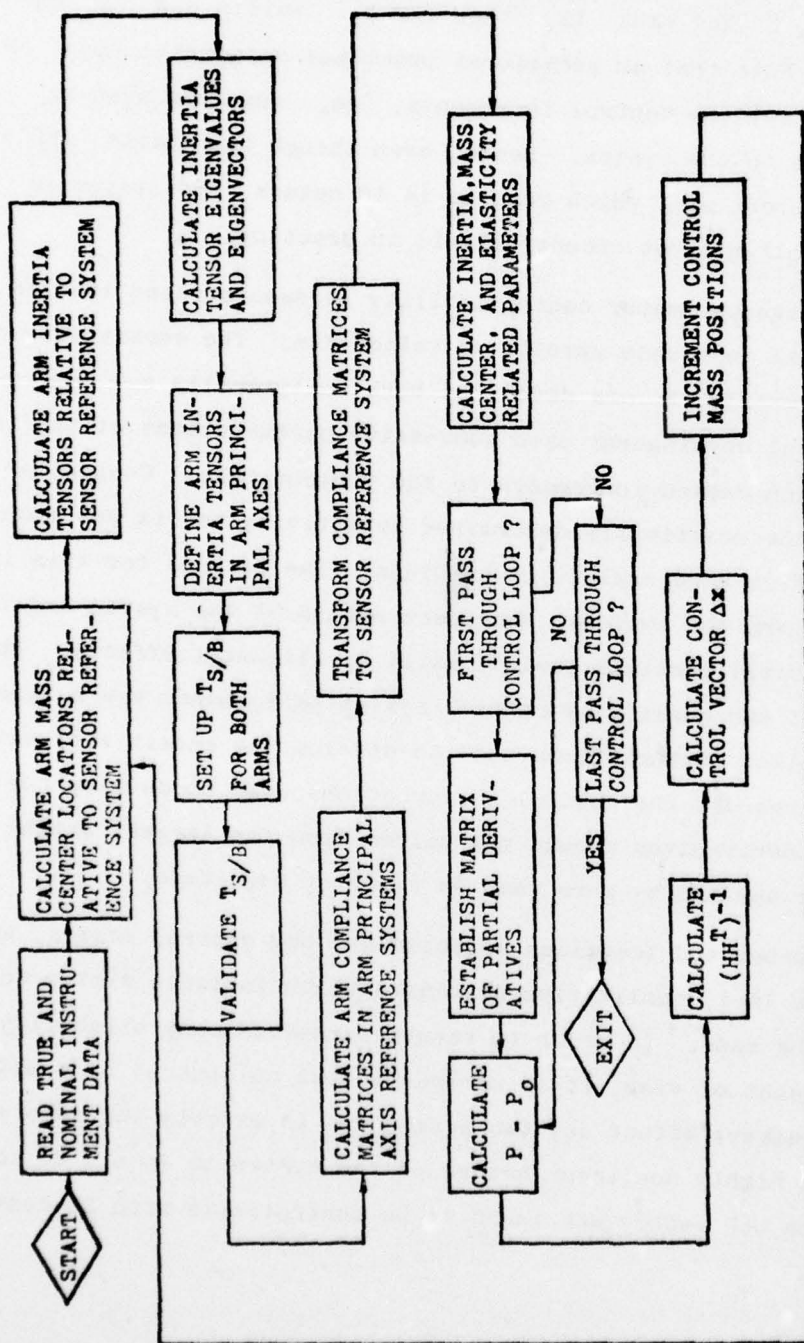 START
READ TRUE AND
NOMINAL INSTRU-
MENT DATA
CALCULATE ARM MASS
CENTER LOCATIONS REL-
ATIVE TO SENSOR REFER-
ENCE SYSTEM
CALCULATE ARM INERTIA
TENSORS RELATIVE TO
SENSOR REFERENCE SYSTEM
CALCULATE INERTIA
TENSOR EIGENVALUES
AND EIGENVECTORS
DEFINE ARM IN-
ERTIA TENSORS
IN ARM PRINCI-
PAL AXES
SET UP T_S/B
FOR BOTH
ARMS
VALIDATE T_S/B
CALCULATE ARM COMPLIANCE
MATRICES IN ARM PRINCIPAL
AXIS REFERENCE SYSTEMS
TRANSFORM COMPLIANCE MATRICES
TO SENSOR REFERENCE SYSTEM
CALCULATE INERTIA, MASS
CENTER AND ELASTICITY
RELATED PARAMETERS
FIRST PASS
THROUGH
CONTROL LOOP ?
NO
ESTABLISH MATRIX
OF PARTIAL DERIV-
ATIVES
LAST PASS THROUGH
CONTROL LOOP ?
NO
YES
EXIT
CALCULATE
P - P_o
CALCULATE
(HH^T)^-1
CALCULATE CON-
TROL VECTOR Δx
INCREMENT CONTROL
MASS POSITIONS